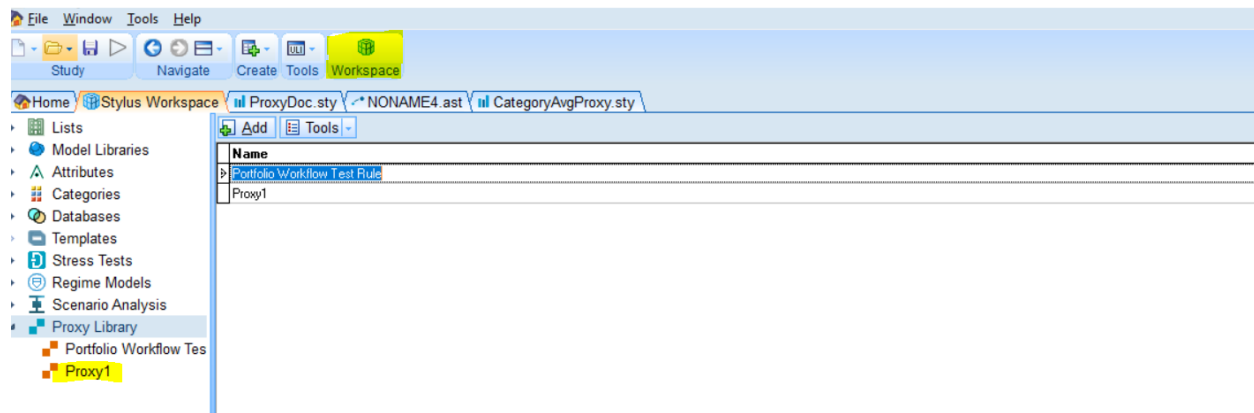 File Window Tools Help
Study Navigate Create Tools Workspace
Home Stylus Workspace ProxyDoc.sty NONAME4.ast CategoryAvgProxy.sty
Lists
Add Tools
Model Libraries
Name
Attributes
Portfolio Workflow Test Rule
Categories
Proxy1
Databases
Templates
Stress Tests
Regime Models
Scenario Analysis
Proxy Library
Portfolio Workflow Tes
Proxy1